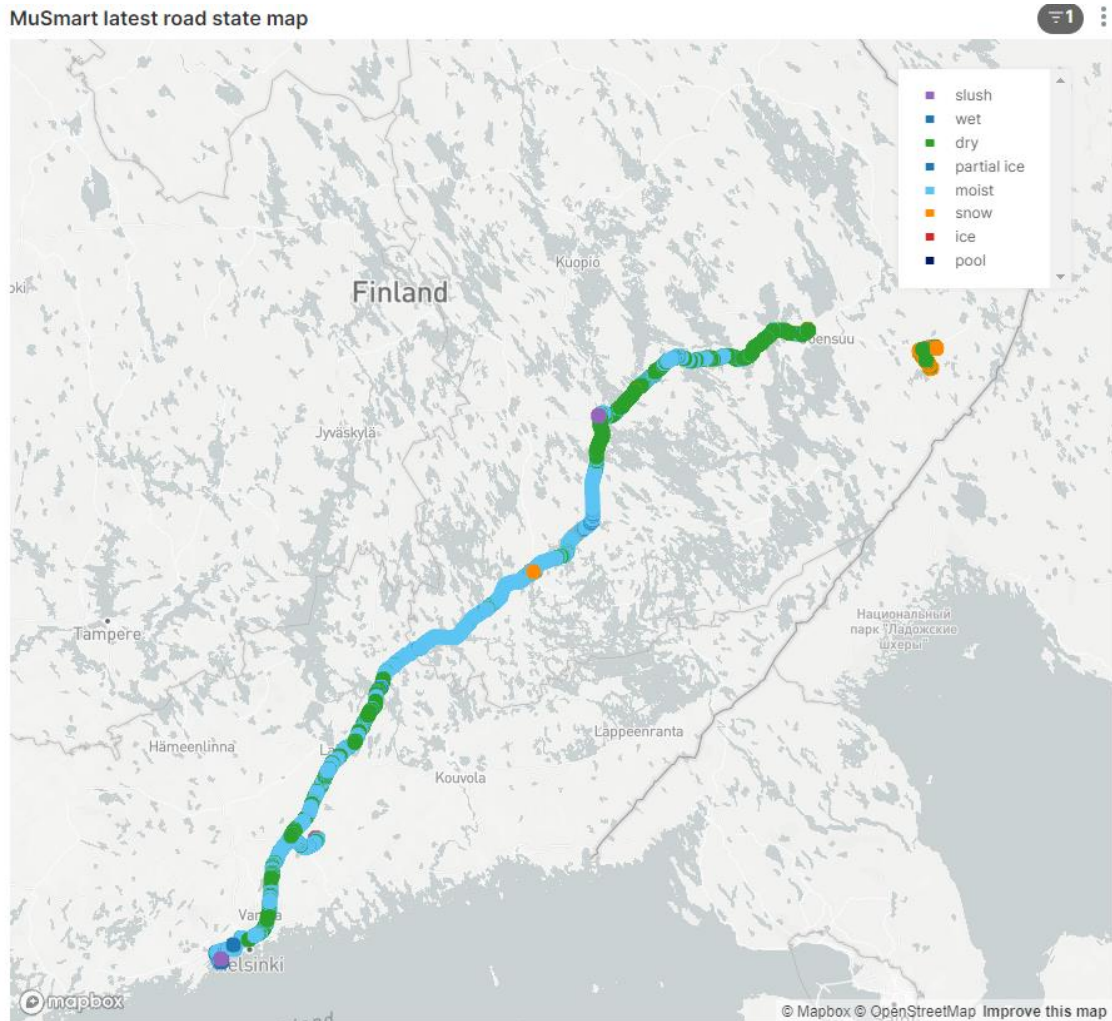 MuSmart latest road state map
1
slush
wet
dry
partial ice
moist
snow
ice
pool
Kuopio
Finland
Jyväskylä
Национальный
парк "Ладожские
шхеры"
Tampere
Lappeenranta
Hämeenlinna
Kouvola
mapbox
© Mapbox © OpenStreetMap Improve this map